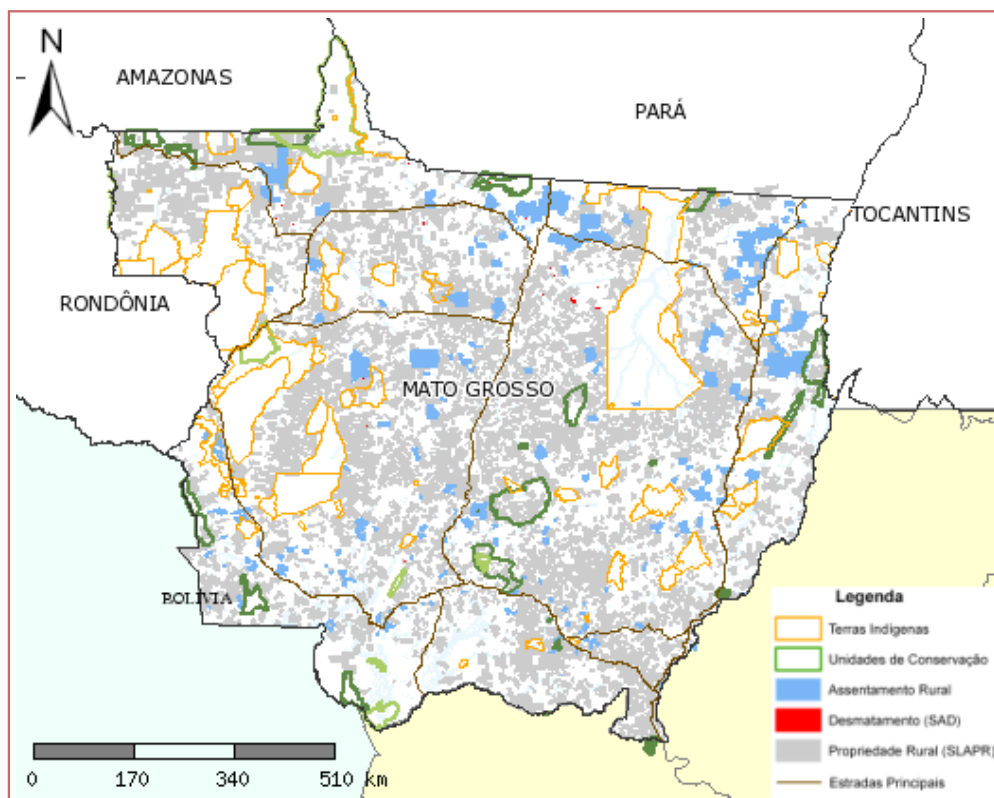 N
AMAZONAS
PARÁ
TOCANTINS
RONDÔNIA
MATO GROSSO
BOLÍVIA
Legenda
Terras Indígenas
Unidades de Conservação
Assentamento Rural
Desmatamento (SAD)
Propriedade Rural (SLAPR)
Estradas Principais
0 170 340 510 km